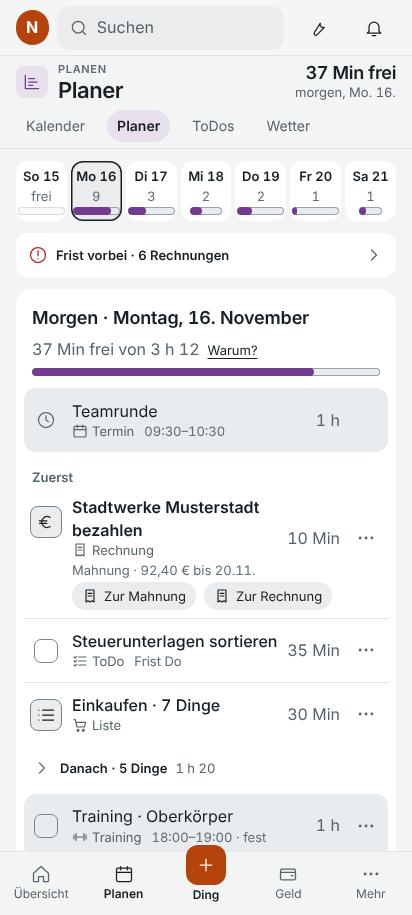 N
Suchen
PLANEN
Planer
37 Min frei
morgen, Mo. 16.
Kalender
Planer
ToDos
Wetter
So 15
frei
Mo 16
9
Di 17
3
Mi 18
2
Do 19
2
Fr 20
1
Sa 21
1
Frist vorbei · 6 Rechnungen
Morgen · Montag, 16. November
37 Min frei von 3 h 12 Warum?
Teamrunde
Termin 09:30–10:30
1 h
Zuerst
Stadtwerke Musterstadt
bezahlen
Rechnung
Mahnung · 92,40 € bis 20.11.
10 Min
Zur Mahnung
Zur Rechnung
Steuerunterlagen sortieren
ToDo Frist Do
35 Min
Einkaufen · 7 Dinge
Liste
30 Min
Danach · 5 Dinge 1 h 20
Training · Oberkörper
Training 18:00–19:00 · fest
1 h
Übersicht
Planen
Ding
Geld
Mehr